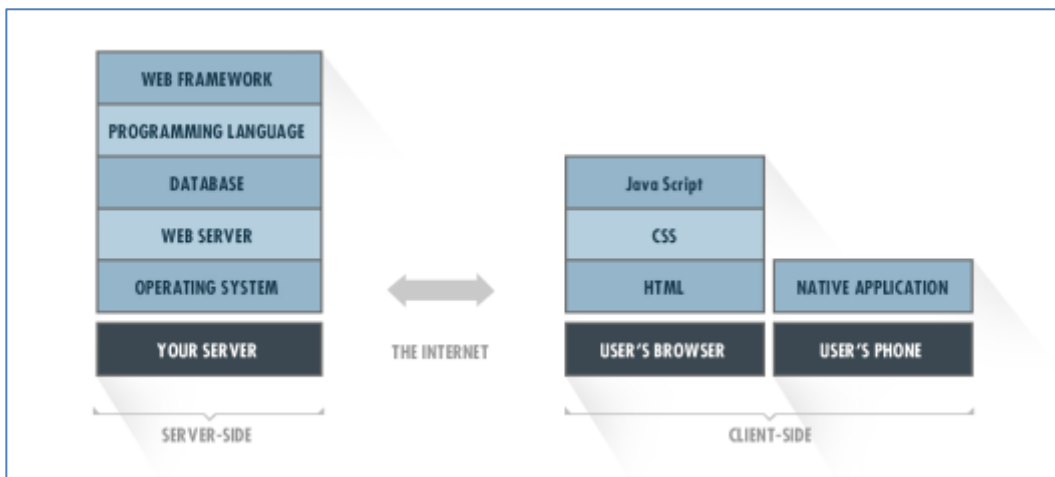 WEB FRAMEWORK
PROGRAMMING LANGUAGE
DATABASE
WEB SERVER
OPERATING SYSTEM
YOUR SERVER
SERVER-SIDE
THE INTERNET
Java Script
CSS
HTML
USER'S BROWSER
NATIVE APPLICATION
USER'S PHONE
CLIENT-SIDE